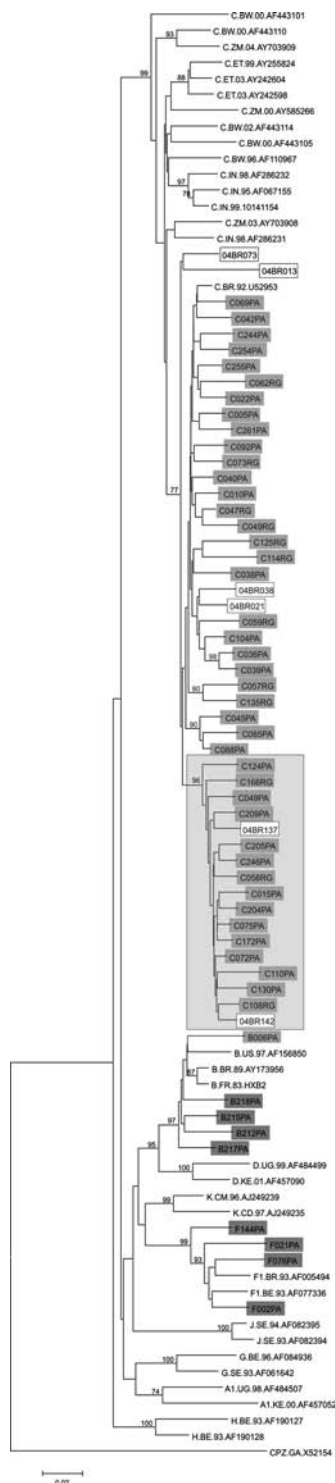 C.BW.00.AF443101
99
C.BW.00.AF443110
93
C.ZM.04.AY703909
C.ET.99.AY255824
88
C.ET.03.AY242604
C.ET.03.AY242598
C.ZM.00.AY585266
C.BW.02.AF443114
C.BW.00.AF443105
C.BW.96.AF110967
C.IN.98.AF286232
97
C.IN.95.AF067155
C.IN.99.10141154
C.ZM.03.AY703908
C.IN.98.AF286231
04BR073
04BR013
C.BR.92.U52953
C069PA
C042PA
C244PA
C254PA
C255PA
C062RG
C022PA
C005PA
C261PA
C092PA
C073RG
C040PA
77
C010PA
C047RG
C049RG
C125RG
C114RG
C038PA
04BR038
04BR021
C059RG
C104PA
C036PA
98
C039PA
C057RG
C135RG
C045PA
90
C085PA
C088PA
C124PA
96
C166RG
C049PA
C209PA
04BR137
C205PA
C246PA
C058RG
C015PA
C204PA
C075PA
C172PA
C072PA
C110PA
C130PA
C108RG
04BR142
B006PA
B.US.97.AF156850
B.BR.89.AY173956
87
B.FR.83.HXB2
B218PA
B215PA
97
B212PA
B217PA
95
D.UG.99.AF484499
100
D.KE.01.AF457090
K.CM.96.AJ249239
K.CD.97.AJ249235
F144PA
99
F021PA
93
F076PA
F1.BR.93.AF005494
F1.BE.93.AF077336
F002PA
J.SE.94.AF082395
100
J.SE.93.AF082394
G.BE.96.AF084936
100
G.SE.93.AF061642
A1.UG.98.AF484507
74
A1.KE.00.AF457052
H.BE.93.AF190127
100
H.BE.93.AF190128
CPZ.GA.X52154
0.02